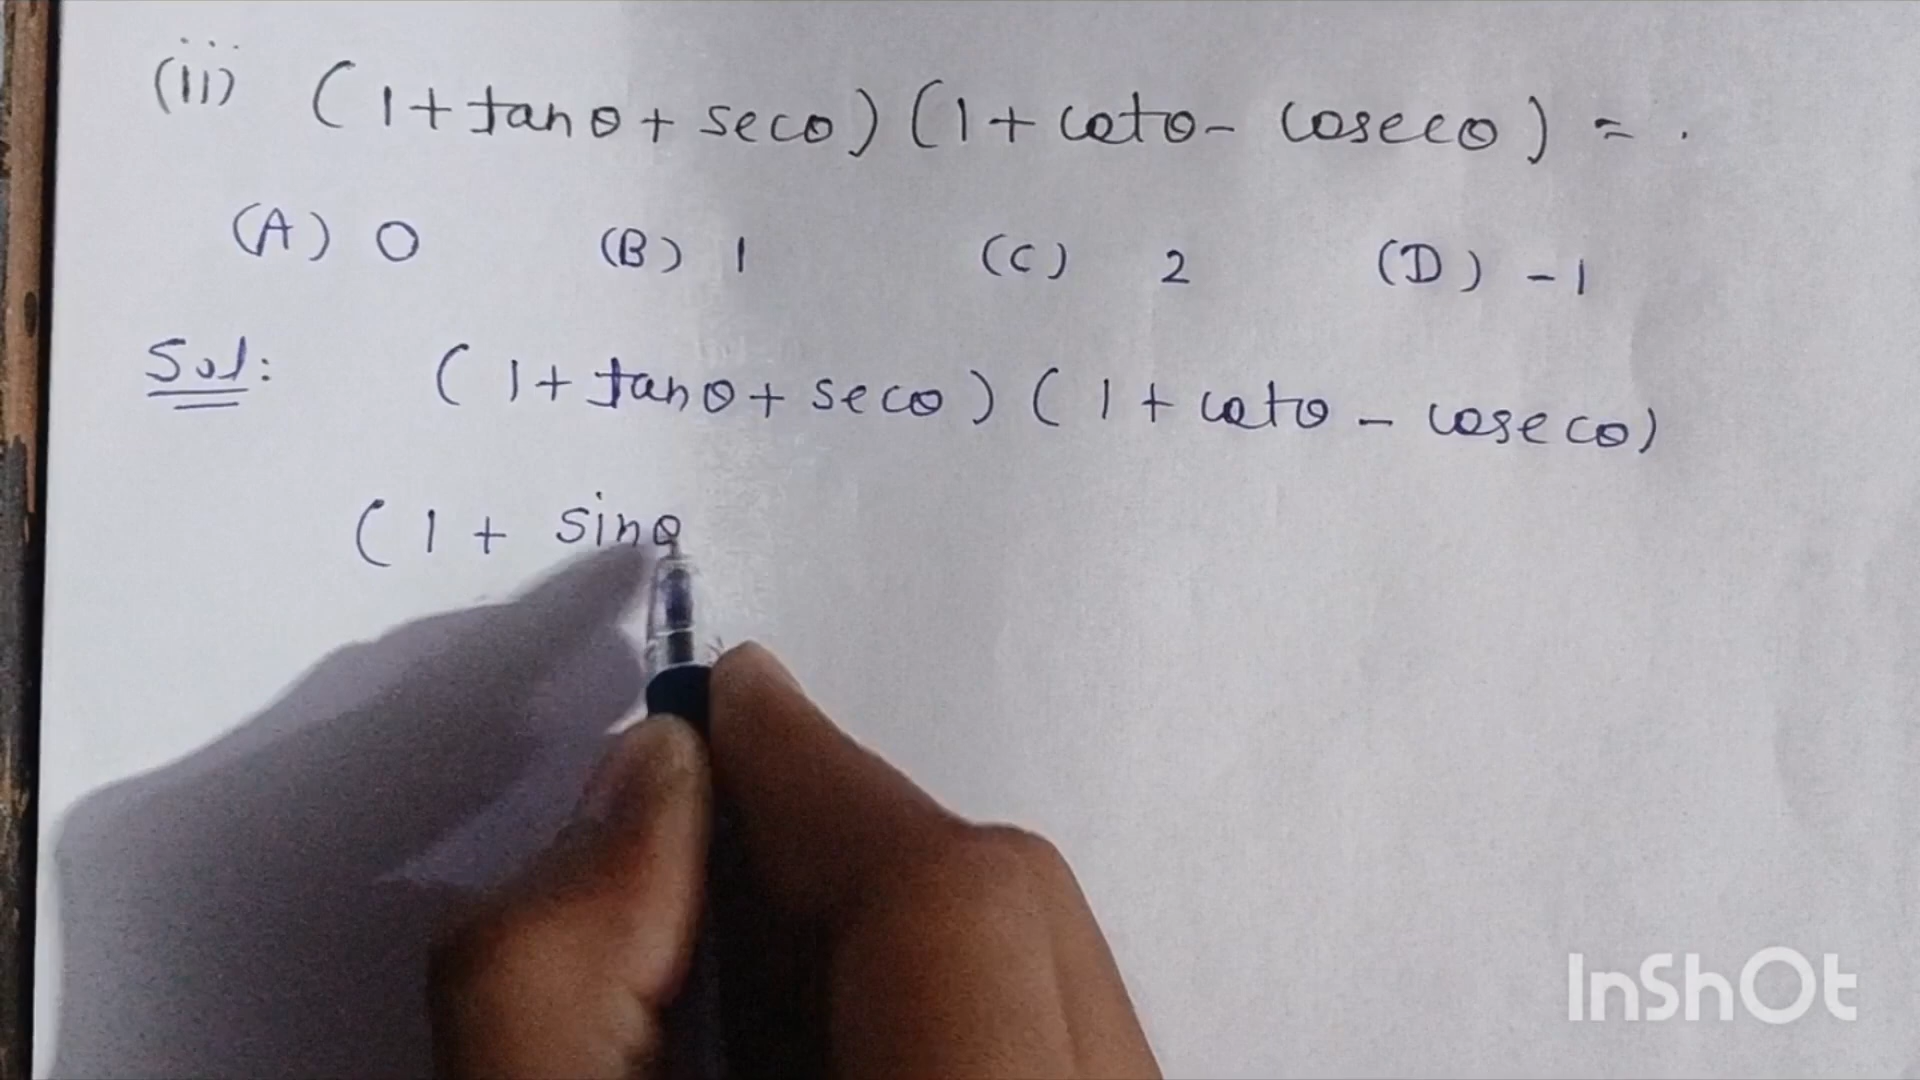 (iii) (1+tanθ+secθ)(1+cotθ- cosecθ) = .
(A) 0 (B) 1 (C) 2 (D) -1
Sol: (1+tanθ+secθ)(1+cotθ-cosecθ)
(1+ sinθ
InShOt